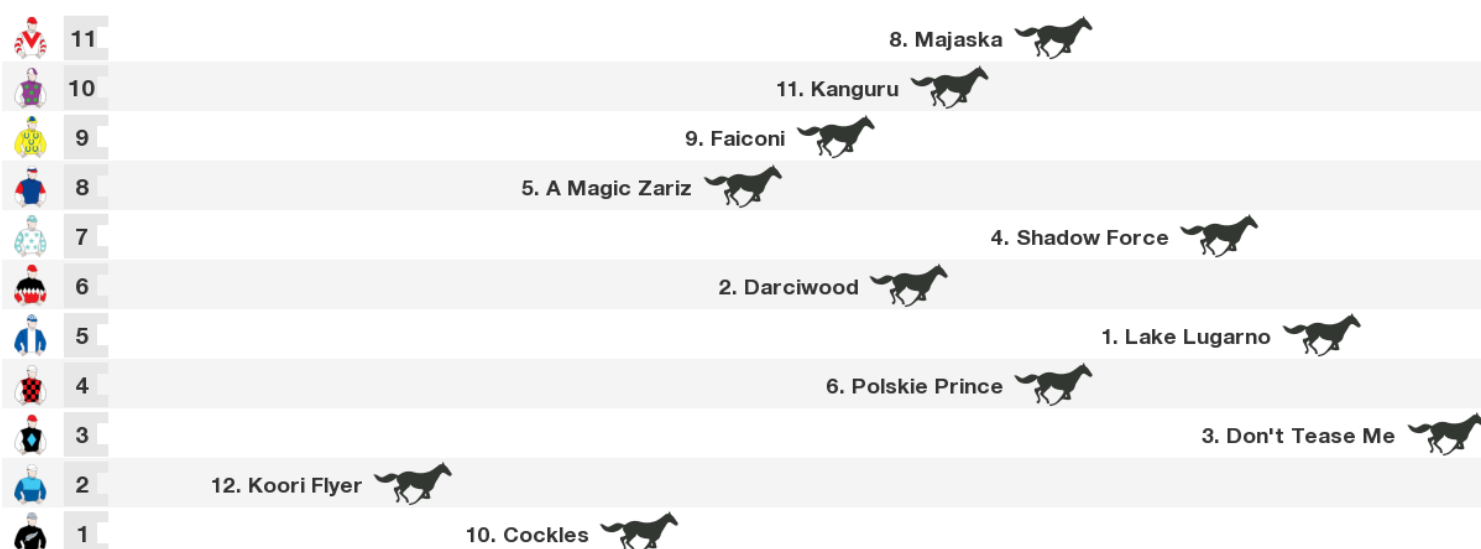 11 8. Majaska
10 11. Kanguru
9 9. Faiconi
8 5. A Magic Zariz
7 4. Shadow Force
6 2. Darciwood
5 1. Lake Lugarno
4 6. Polskie Prince
3 3. Don't Tease Me
2 12. Koori Flyer
1 10. Cockles